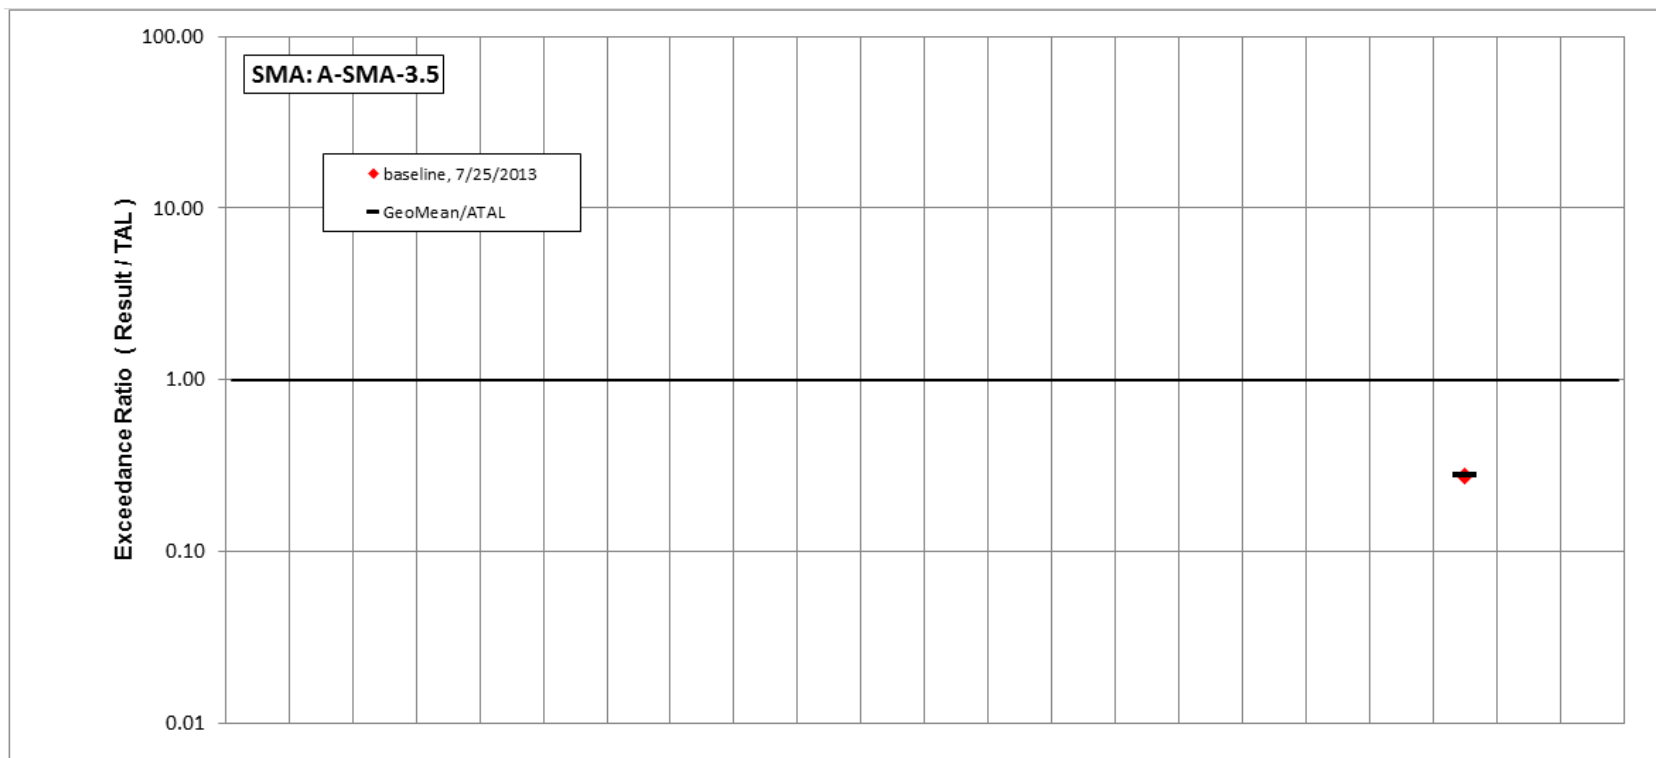 100.00
SMA: A-SMA-3.5
baseline, 7/25/2013
10.00
GeoMean/ATAL
Exceedance Ratio ( Result / TAL )
1.00
0.10
0.01